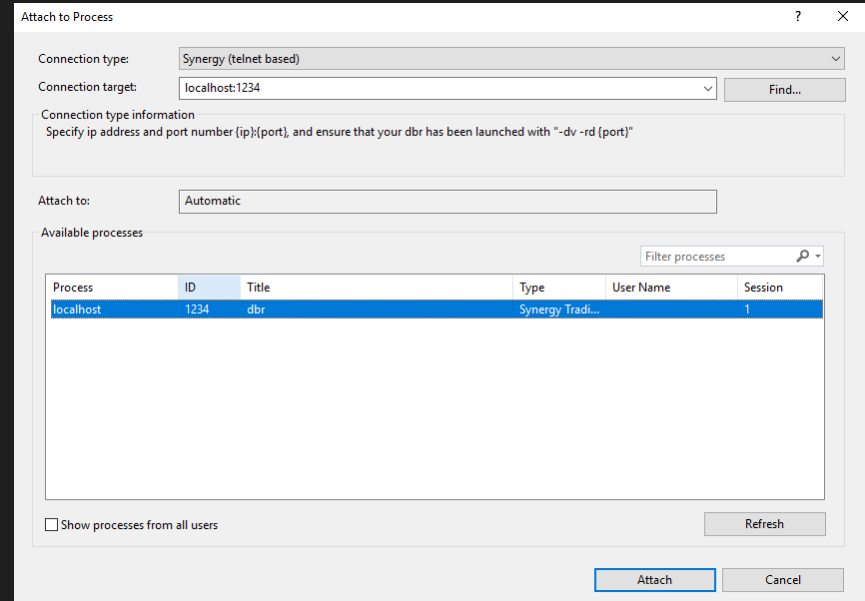 Attach to Process
Connection type: Synergy (telnet based)
Connection target: localhost:1234 Find...
Connection type information
Specify ip address and port number {ip}:{port}, and ensure that your dbr has been launched with "-dv -rd {port}"
Attach to: Automatic
Available processes
Filter processes
Process ID Title Type User Name Session
localhost 1234 dbr Synergy Tradi... 1
Show processes from all users Refresh
Attach Cancel